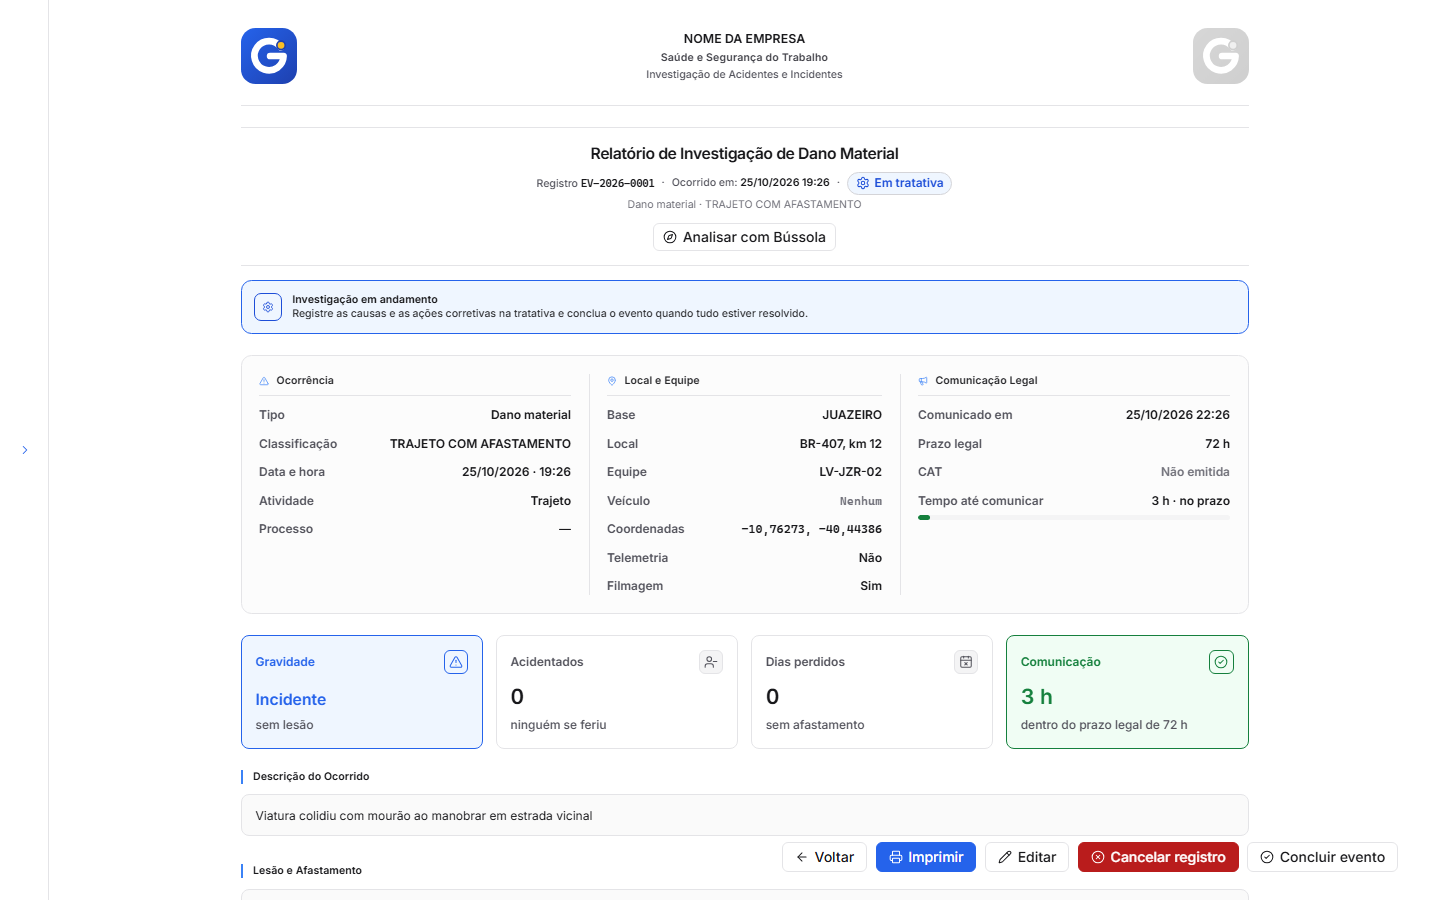 NOME DA EMPRESA
Saúde e Segurança do Trabalho
Investigação de Acidentes e Incidentes
Relatório de Investigação de Dano Material
Registro EV-2026-0001 · Ocorrido em: 25/10/2026 19:26 · Em tratativa
Dano material · TRAJETO COM AFASTAMENTO
Analisar com Bússola
Investigação em andamento
Registre as causas e as ações corretivas na tratativa e conclua o evento quando tudo estiver resolvido.
Ocorrência
Tipo Dano material
Classificação TRAJETO COM AFASTAMENTO
Data e hora 25/10/2026 · 19:26
Atividade Trajeto
Processo —
Local e Equipe
Base JUAZEIRO
Local BR-407, km 12
Equipe LV-JZR-02
Veículo Nenhum
Coordenadas −10,76273, −40,44386
Telemetria Não
Filmagem Sim
Comunicação Legal
Comunicado em 25/10/2026 22:26
Prazo legal 72 h
CAT Não emitida
Tempo até comunicar 3 h · no prazo
Gravidade
Incidente
sem lesão
Acidentados
0
ninguém se feriu
Dias perdidos
0
sem afastamento
Comunicação
3 h
dentro do prazo legal de 72 h
Descrição do Ocorrido
Viatura colidiu com mourão ao manobrar em estrada vicinal
Voltar Imprimir Editar Cancelar registro Concluir evento
Lesão e Afastamento